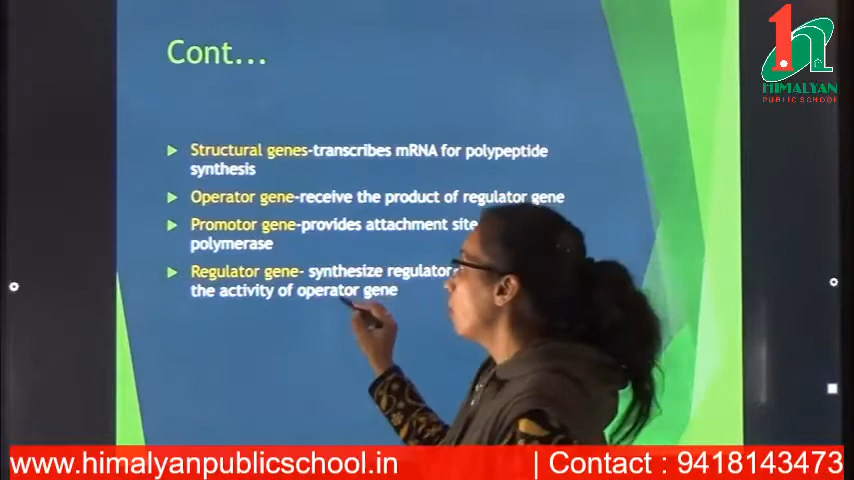 Cont...
Structural genes-transcribes mRNA for polypeptide
synthesis
Operator gene-receive the product of regulator gene
Promotor gene-provides attachment site
polymerase
Regulator gene- synthesize regulator
the activity of operator gene
HIMALYAN
PUBLIC SCHOOL
www.himalyanpublicschool.in
| Contact : 9418143473